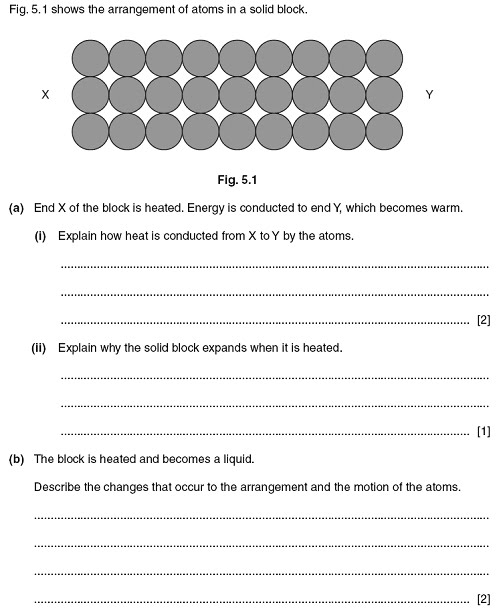 Fig. 5.1 shows the arrangement of atoms in a solid block.
X
Y
Fig. 5.1
(a) End X of the block is heated. Energy is conducted to end Y, which becomes warm.
(i) Explain how heat is conducted from X to Y by the atoms.
[2]
(ii) Explain why the solid block expands when it is heated.
[1]
(b) The block is heated and becomes a liquid.
Describe the changes that occur to the arrangement and the motion of the atoms.
[2]